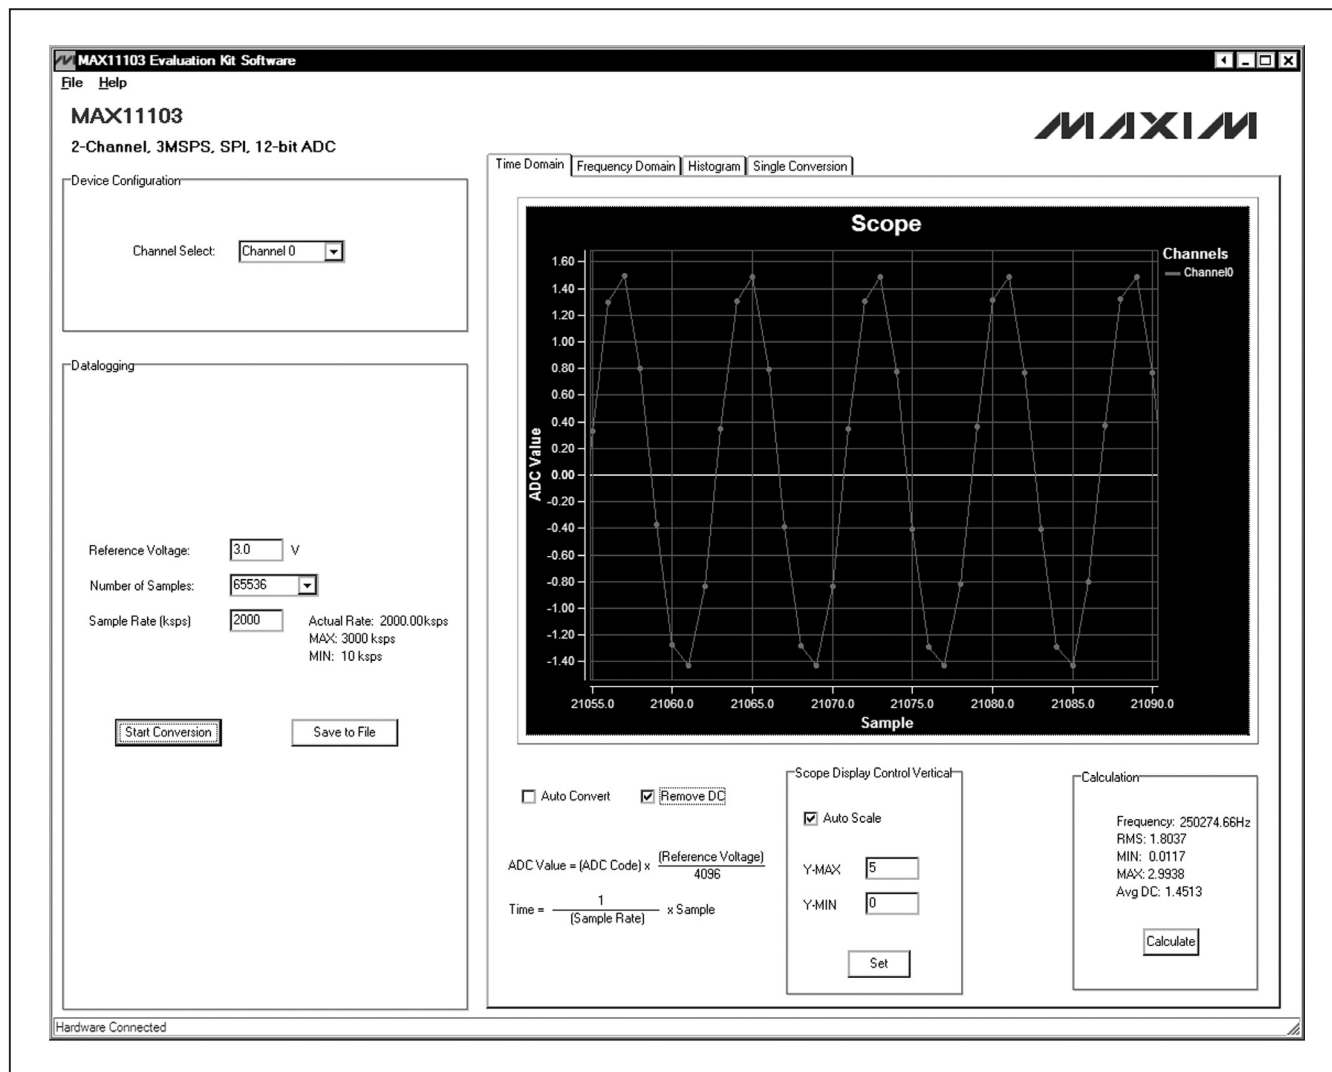 MAX11103 Evaluation Kit Software
File Help
MAX11103
2-Channel, 3MSPS, SPI, 12-bit ADC
MAXIM
Device Configuration
Channel Select: Channel 0
Datalogging
Reference Voltage: 3.0 V
Number of Samples: 65536
Sample Rate (ksps) 2000 Actual Rate: 2000.00ksps
MAX: 3000 ksps
MIN: 10 ksps
Start Conversion Save to File
Time Domain Frequency Domain Histogram Single Conversion
Scope
Channels
Channel0
ADC Value
1.60
1.40
1.20
1.00
0.80
0.60
0.40
0.20
0.00
-0.20
-0.40
-0.60
-0.80
-1.00
-1.20
-1.40
21055.0 21060.0 21065.0 21070.0 21075.0 21080.0 21085.0 21090.0
Sample
Auto Convert Remove DC
ADC Value = (ADC Code) x (Reference Voltage)
4096
Time = 1
(Sample Rate) x Sample
Scope Display Control Vertical
Auto Scale
Y-MAX 5
Y-MIN 0
Set
Calculation
Frequency: 250274.66Hz
RMS: 1.8037
MIN: 0.0117
MAX: 2.9938
Avg DC: 1.4513
Calculate
Hardware Connected